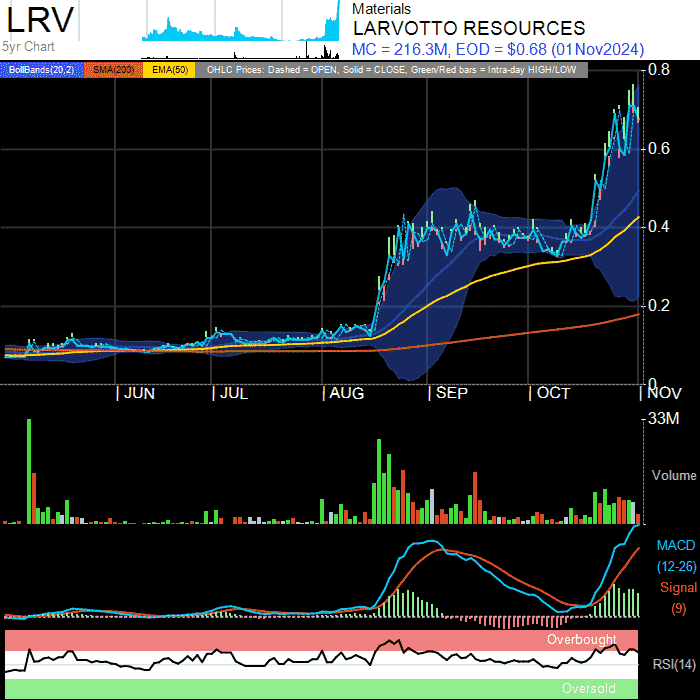 LRV
5yr Chart
Materials
LARVOTTO RESOURCES
MC = 216.3M, EOD = $0.68 (01Nov2024)
BollBands(20,2) SMA(200) EMA(50) OHLC Prices: Dashed = OPEN, Solid = CLOSE, Green/Red bars = Intra-day HIGH/LOW
0.8
0.6
0.4
0.2
0
JUN JUL AUG SEP OCT NOV
33M
Volume
MACD
(12-26)
Signal
(9)
Overbought
RSI(14)
Oversold